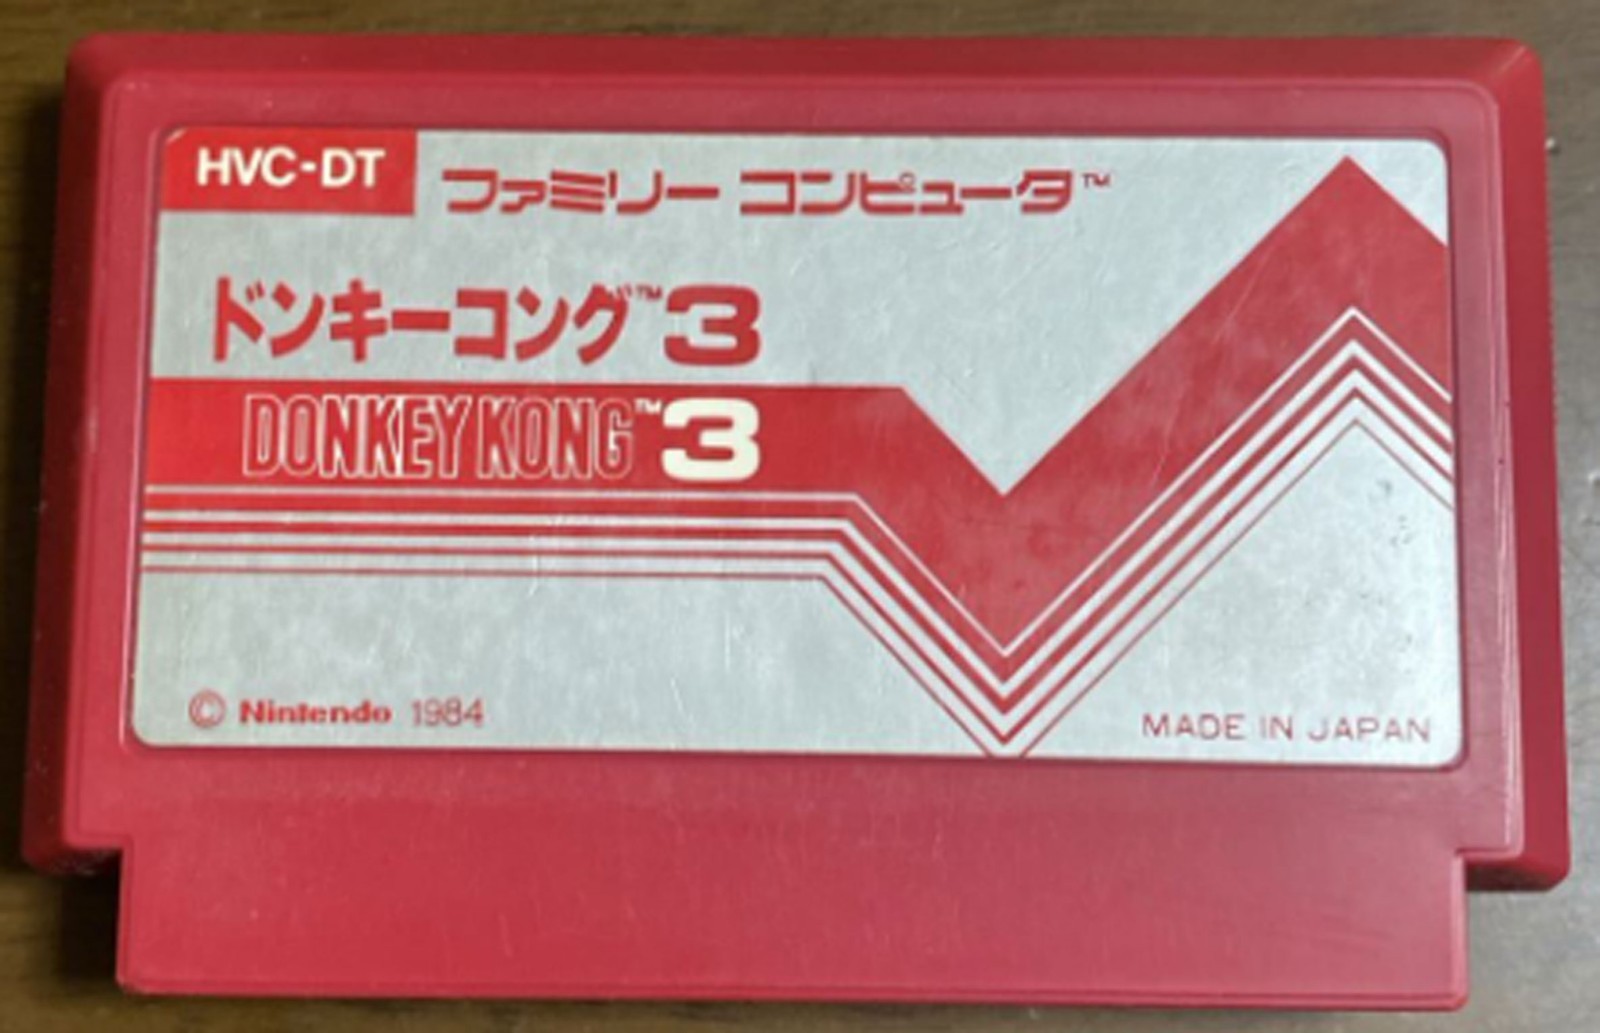 HVC-DT
ファミリー コンピュータ™
ドンキーコング™3
DONKEY KONG™3
© Nintendo 1984
MADE IN JAPAN